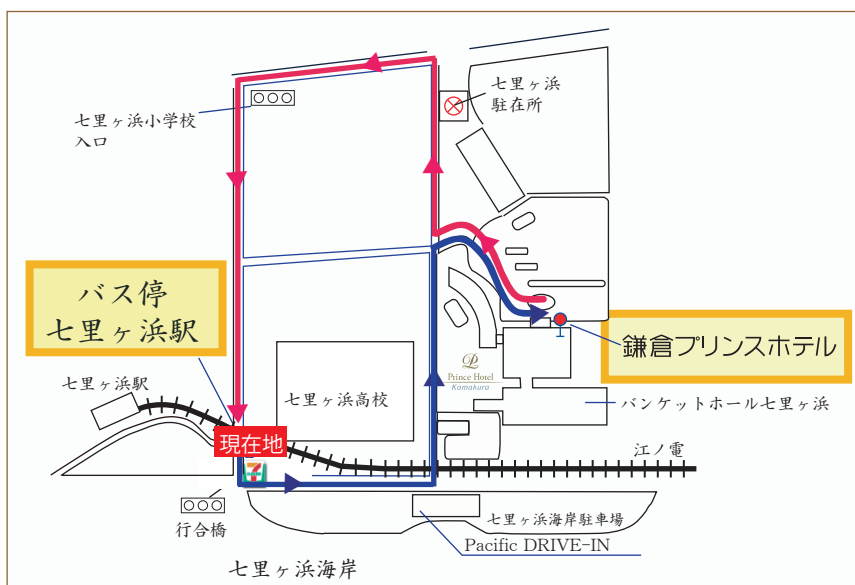 七里ヶ浜
駐在所
七里ヶ浜小学校
入口
バス停
七里ヶ浜駅
鎌倉プリンスホテル
Prince Hotel
Kamakura
七里ヶ浜駅
七里ヶ浜高校
バンケットホール七里ヶ浜
現在地
江ノ電
7
行合橋
七里ヶ浜海岸駐車場
Pacific DRIVE-IN
七里ヶ浜海岸